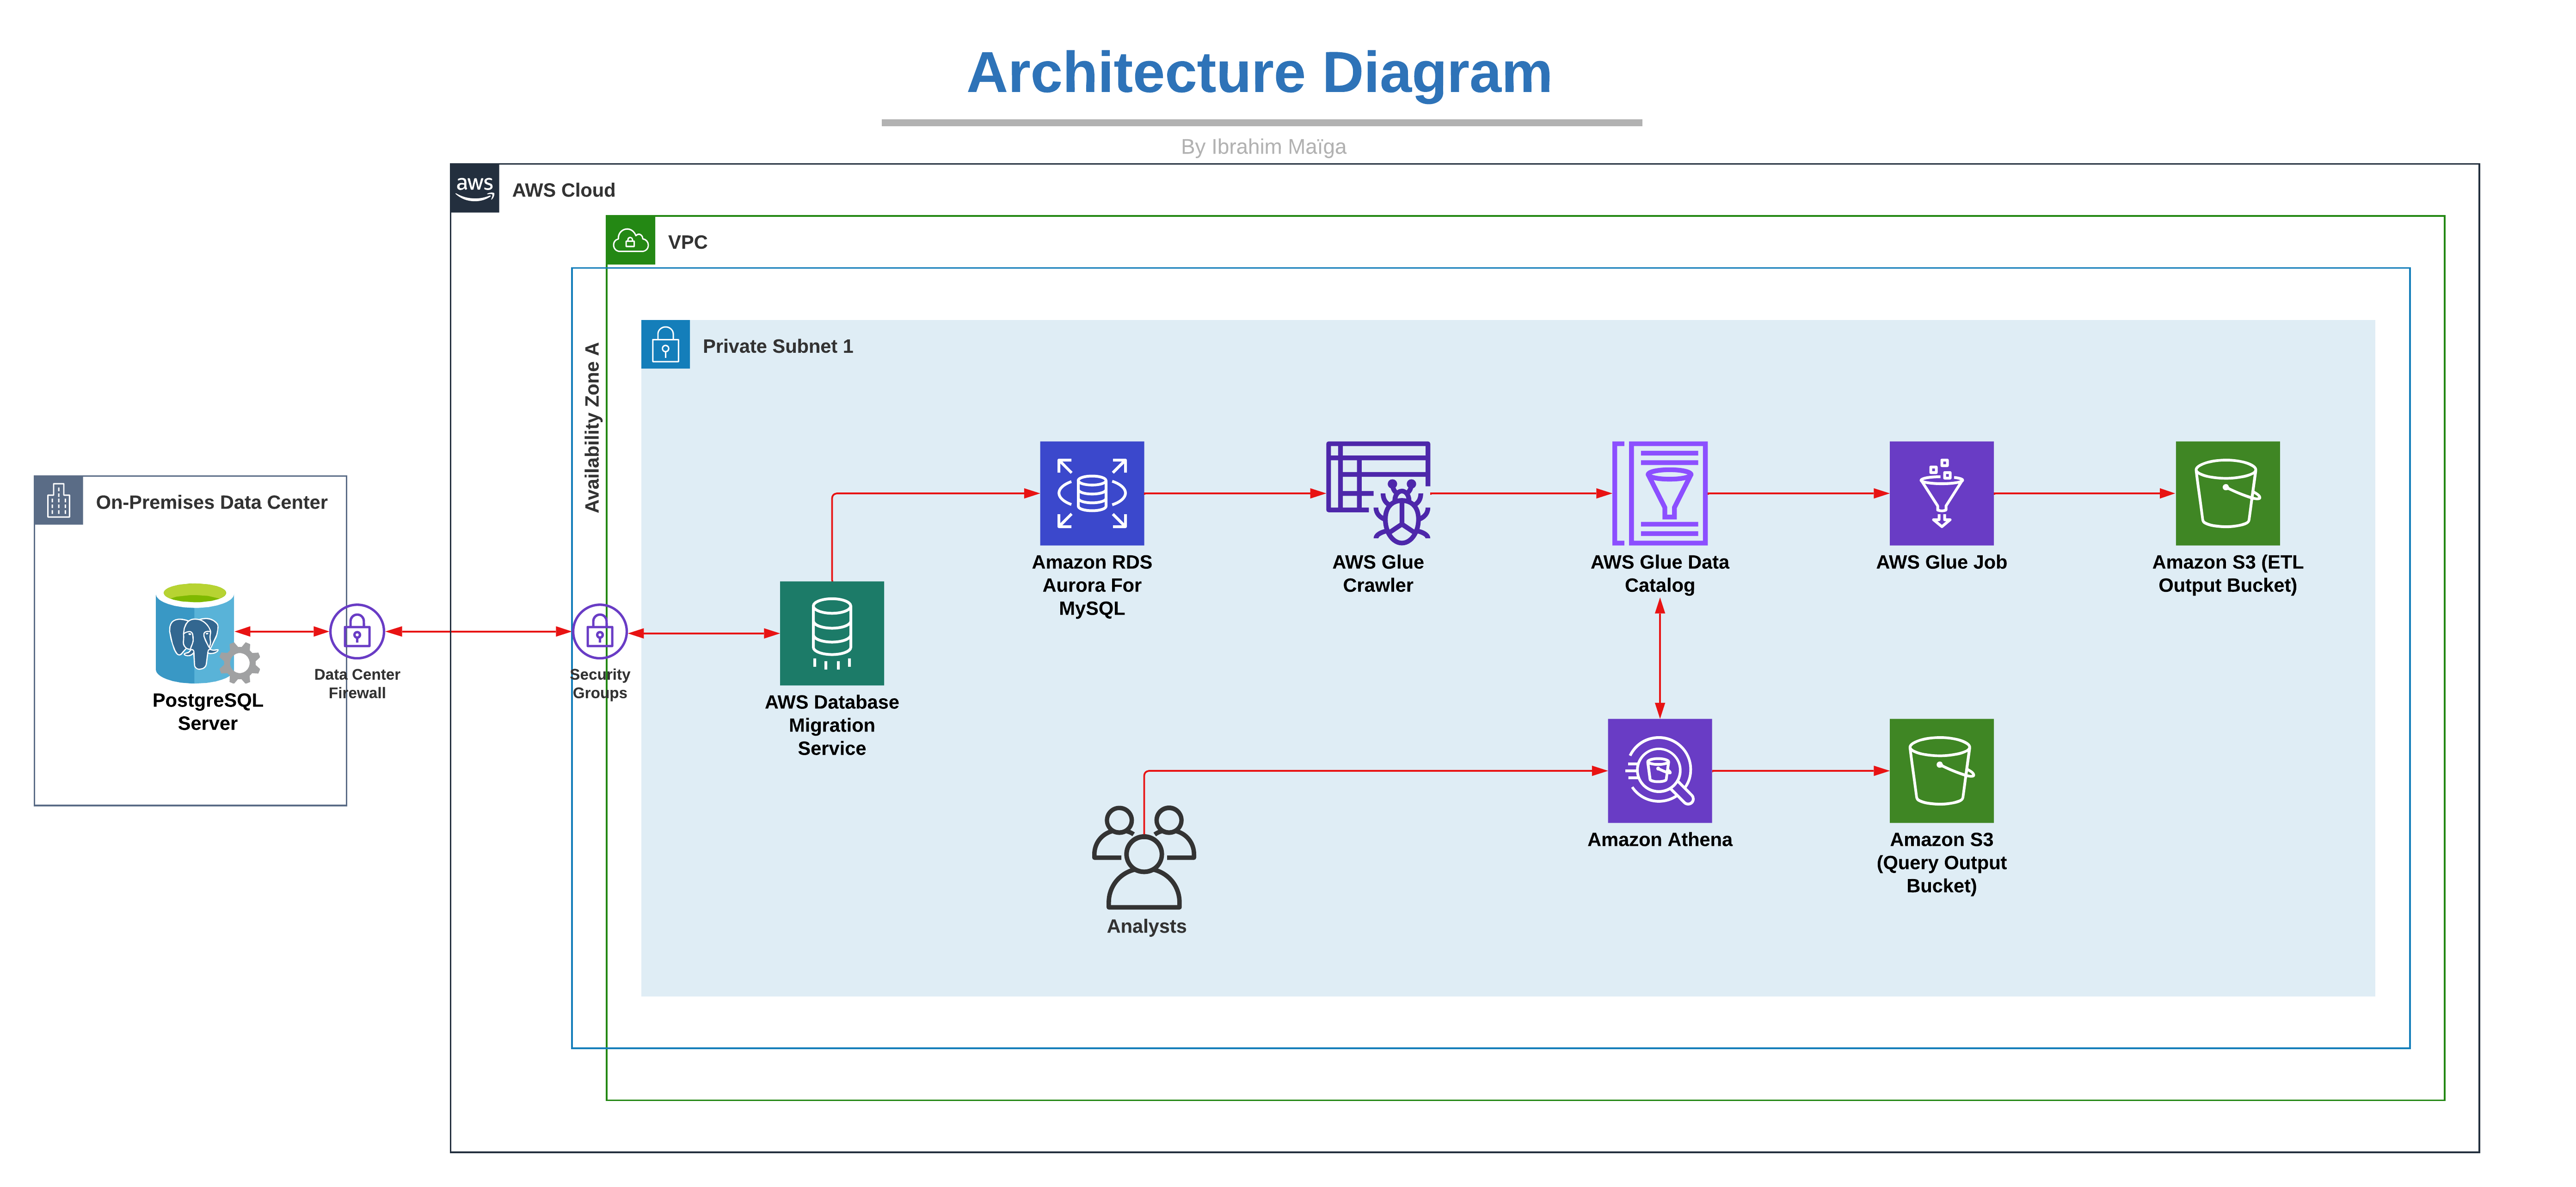 Architecture Diagram
By Ibrahim Maïga
aws
AWS Cloud
VPC
Availability Zone A
Private Subnet 1
On-Premises Data Center
PostgreSQL
Server
Data Center
Firewall
Security
Groups
AWS Database
Migration
Service
Amazon RDS
Aurora For
MySQL
AWS Glue
Crawler
AWS Glue Data
Catalog
AWS Glue Job
Amazon S3 (ETL
Output Bucket)
Analysts
Amazon Athena
Amazon S3
(Query Output
Bucket)